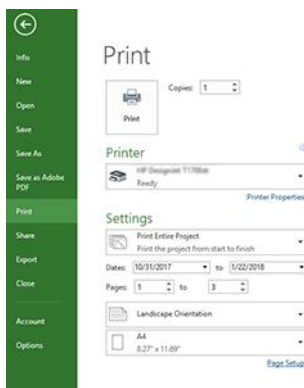 Info
New
Open
Save
Save As
Save as Adobe
PDF
Print
Share
Export
Close
Account
Options
Print
Copies: 1
Print
Printer
Ready
Printer Properties
Settings
Print Entire Project
Print the project from start to finish
Dates: 10/31/2017 to 1/22/2018
Pages: 1 to 3
Landscape Orientation
A4
8.27" x 11.69"
Page Setup